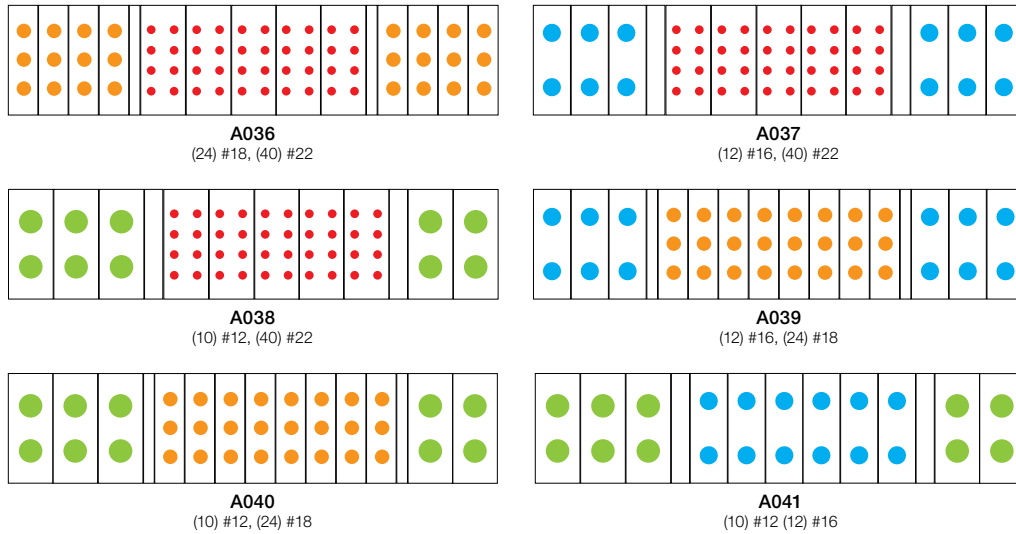 A036
(24) #18, (40) #22
A037
(12) #16, (40) #22
A038
(10) #12, (40) #22
A039
(12) #16, (24) #18
A040
(10) #12, (24) #18
A041
(10) #12 (12) #16